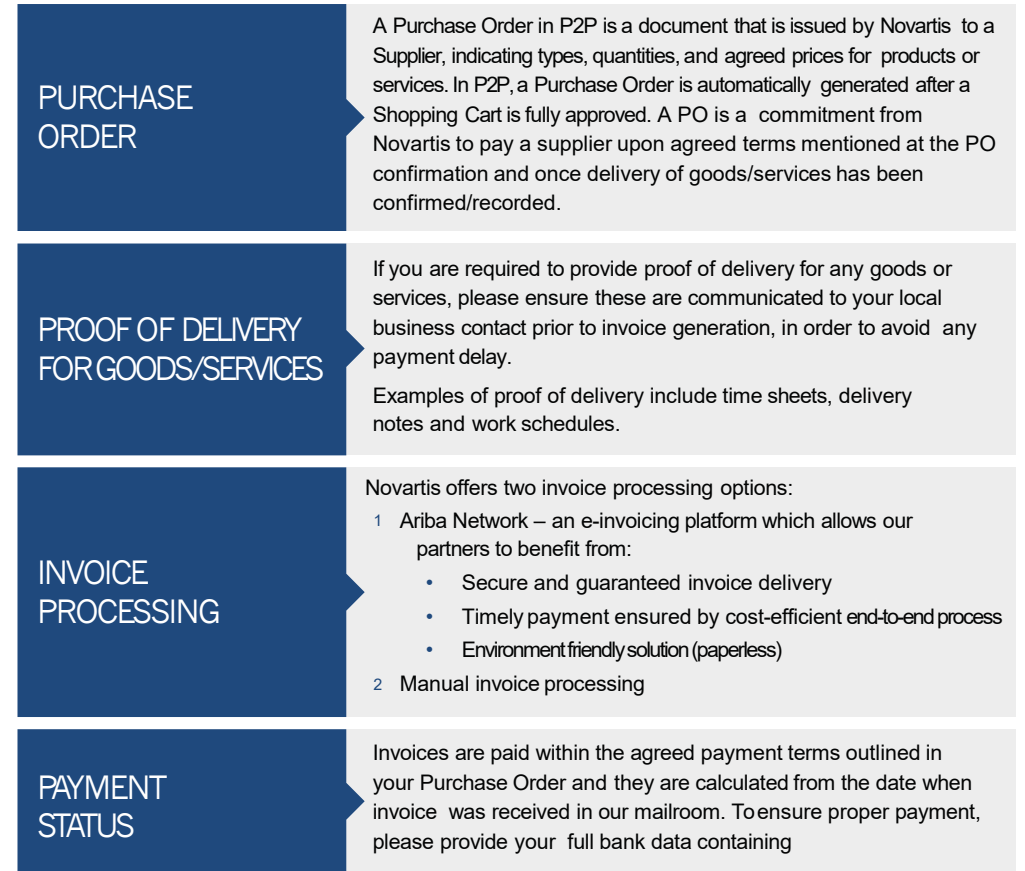 PURCHASE
ORDER
A Purchase Order in P2P is a document that is issued by Novartis to a
Supplier, indicating types, quantities, and agreed prices for products or
services. In P2P, a Purchase Order is automatically generated after a
Shopping Cart is fully approved. A PO is a commitment from
Novartis to pay a supplier upon agreed terms mentioned at the PO
confirmation and once delivery of goods/services has been
confirmed/recorded.
PROOF OF DELIVERY
FOR GOODS/SERVICES
If you are required to provide proof of delivery for any goods or
services, please ensure these are communicated to your local
business contact prior to invoice generation, in order to avoid any
payment delay.
Examples of proof of delivery include time sheets, delivery
notes and work schedules.
INVOICE
PROCESSING
Novartis offers two invoice processing options:
1 Ariba Network – an e-invoicing platform which allows our
partners to benefit from:
• Secure and guaranteed invoice delivery
• Timely payment ensured by cost-efficient end-to-end process
• Environment friendly solution (paperless)
2 Manual invoice processing
PAYMENT
STATUS
Invoices are paid within the agreed payment terms outlined in
your Purchase Order and they are calculated from the date when
invoice was received in our mailroom. To ensure proper payment,
please provide your full bank data containing